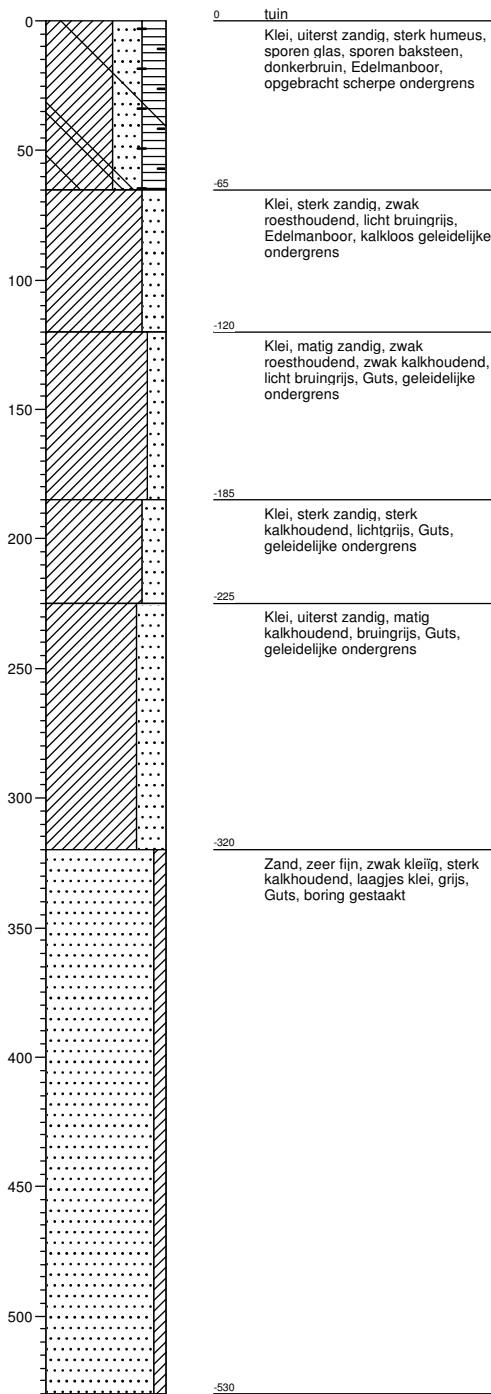 0
50
100
150
200
250
300
350
400
450
500
0 tuin
Klei, uiterst zandig, sterk humeus,
sporen glas, sporen baksteen,
donkerbruin, Edelmanboor,
opgebracht scherpe ondergrens
-65
Klei, sterk zandig, zwak
roesthoudend, licht bruingrijs,
Edelmanboor, kalkloos geleidelijke
ondergrens
-120
Klei, matig zandig, zwak
roesthoudend, zwak kalkhoudend,
licht bruingrijs, Guts, geleidelijke
ondergrens
-185
Klei, sterk zandig, sterk
kalkhoudend, lichtgrijs, Guts,
geleidelijke ondergrens
-225
Klei, uiterst zandig, matig
kalkhoudend, bruingrijs, Guts,
geleidelijke ondergrens
-320
Zand, zeer fijn, zwak kleiïg, sterk
kalkhoudend, laagjes klei, grijs,
Guts, boring gestaakt
-530